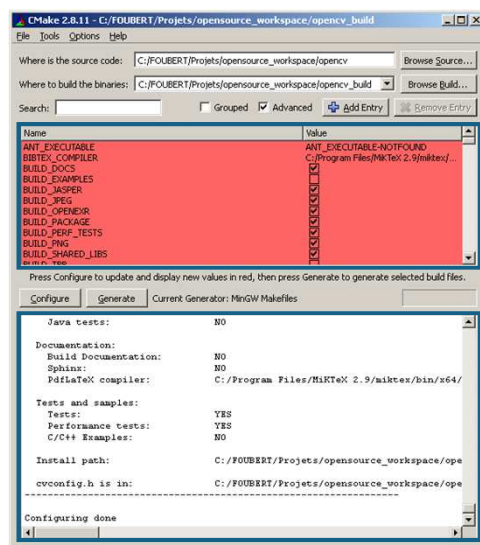 CMake 2.8.11 - C:/FOUBERT/Projets/opensource_workspace/opencv_build
File Tools Options Help
Where is the source code: C:/FOUBERT/Projets/opensource_workspace/opencv Browse Source...
Where to build the binaries: C:/FOUBERT/Projets/opensource_workspace/opencv_build Browse Build...
Search: Grouped Advanced Add Entry Remove Entry
Name Value
ANT_EXECUTABLE ANT_EXECUTABLE-NOTFOUND
BIBTEX_COMPILER C:/Program Files/MiKTeX 2.9/miktex/...
BUILD_DOCS
BUILD_EXAMPLES
BUILD_JASPER
BUILD_JPEG
BUILD_OPENEXR
BUILD_PACKAGE
BUILD_PERF_TESTS
BUILD_PNG
BUILD_SHARED_LIBS
Press Configure to update and display new values in red, then press Generate to generate selected build files.
Configure Generate Current Generator: MinGW Makefiles
Java tests: NO
Documentation:
Build Documentation: NO
Sphinx: NO
PdfLaTeX compiler: C:/Program Files/MiKTeX 2.9/miktex/bin/x64/
Tests and samples:
Tests: YES
Performance tests: YES
C/C++ Examples: NO
Install path: C:/FOUBERT/Projets/opensource_workspace/ope
cvconfig.h is in: C:/FOUBERT/Projets/opensource_workspace/ope
-----------------------------------------------------------------
Configuring done